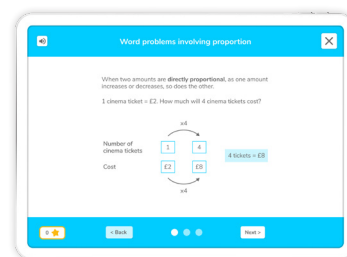 Word problems involving proportion
When two amounts are directly proportional, as one amount
increases or decreases, so does the other.
1 cinema ticket = £2. How much will 4 cinema tickets cost?
x4
Number of
cinema tickets
1
4
4 tickets = £8
Cost
£2
£8
x4
0
< Back
Next >